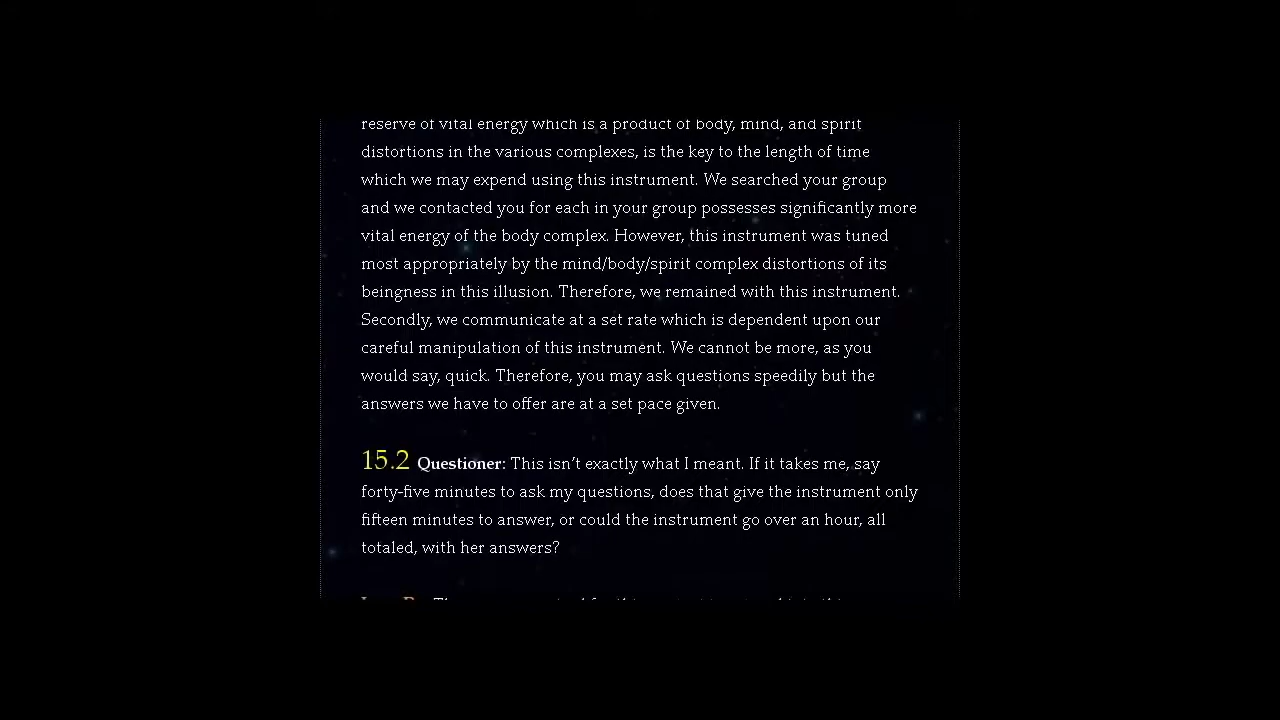 reserve of vital energy which is a product of body, mind, and spirit
distortions in the various complexes, is the key to the length of time
which we may expend using this instrument. We searched your group
and we contacted you for each in your group possesses significantly more
vital energy of the body complex. However, this instrument was tuned
most appropriately by the mind/body/spirit complex distortions of its
beingness in this illusion. Therefore, we remained with this instrument.
Secondly, we communicate at a set rate which is dependent upon our
careful manipulation of this instrument. We cannot be more, as you
would say, quick. Therefore, you may ask questions speedily but the
answers we have to offer are at a set pace given.
15.2 Questioner: This isn’t exactly what I meant. If it takes me, say
forty-five minutes to ask my questions, does that give the instrument only
fifteen minutes to answer, or could the instrument go over an hour, all
totaled, with her answers?